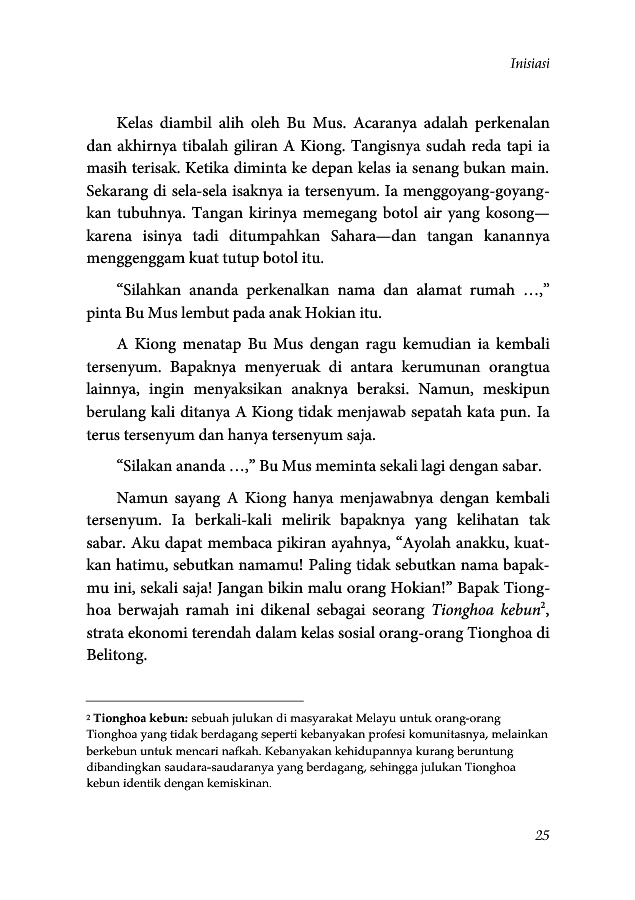 Inisiasi
Kelas diambil alih oleh Bu Mus. Acaranya adalah perkenalan
dan akhirnya tibalah giliran A Kiong. Tangisnya sudah reda tapi ia
masih terisak. Ketika diminta ke depan kelas ia senang bukan main.
Sekarang di sela-sela isaknya ia tersenyum. Ia menggoyang-goyang-
kan tubuhnya. Tangan kirinya memegang botol air yang kosong—
karena isinya tadi ditumpahkan Sahara—dan tangan kanannya
menggenggam kuat tutup botol itu.
“Silahkan ananda perkenalkan nama dan alamat rumah …,”
pinta Bu Mus lembut pada anak Hokian itu.
A Kiong menatap Bu Mus dengan ragu kemudian ia kembali
tersenyum. Bapaknya menyeruak di antara kerumunan orangtua
lainnya, ingin menyaksikan anaknya beraksi. Namun, meskipun
berulang kali ditanya A Kiong tidak menjawab sepatah kata pun. Ia
terus tersenyum dan hanya tersenyum saja.
“Silakan ananda …,” Bu Mus meminta sekali lagi dengan sabar.
Namun sayang A Kiong hanya menjawabnya dengan kembali
tersenyum. Ia berkali-kali melirik bapaknya yang kelihatan tak
sabar. Aku dapat membaca pikiran ayahnya, “Ayolah anakku, kuat-
kan hatimu, sebutkan namamu! Paling tidak sebutkan nama bapak-
mu ini, sekali saja! Jangan bikin malu orang Hokian!” Bapak Tiong-
hoa berwajah ramah ini dikenal sebagai seorang Tionghoa kebun²,
strata ekonomi terendah dalam kelas sosial orang-orang Tionghoa di
Belitong.
² Tionghoa kebun: sebuah julukan di masyarakat Melayu untuk orang-orang
Tionghoa yang tidak berdagang seperti kebanyakan profesi komunitasnya, melainkan
berkebun untuk mencari nafkah. Kebanyakan kehidupannya kurang beruntung
dibandingkan saudara-saudaranya yang berdagang, sehingga julukan Tionghoa
kebun identik dengan kemiskinan.
25